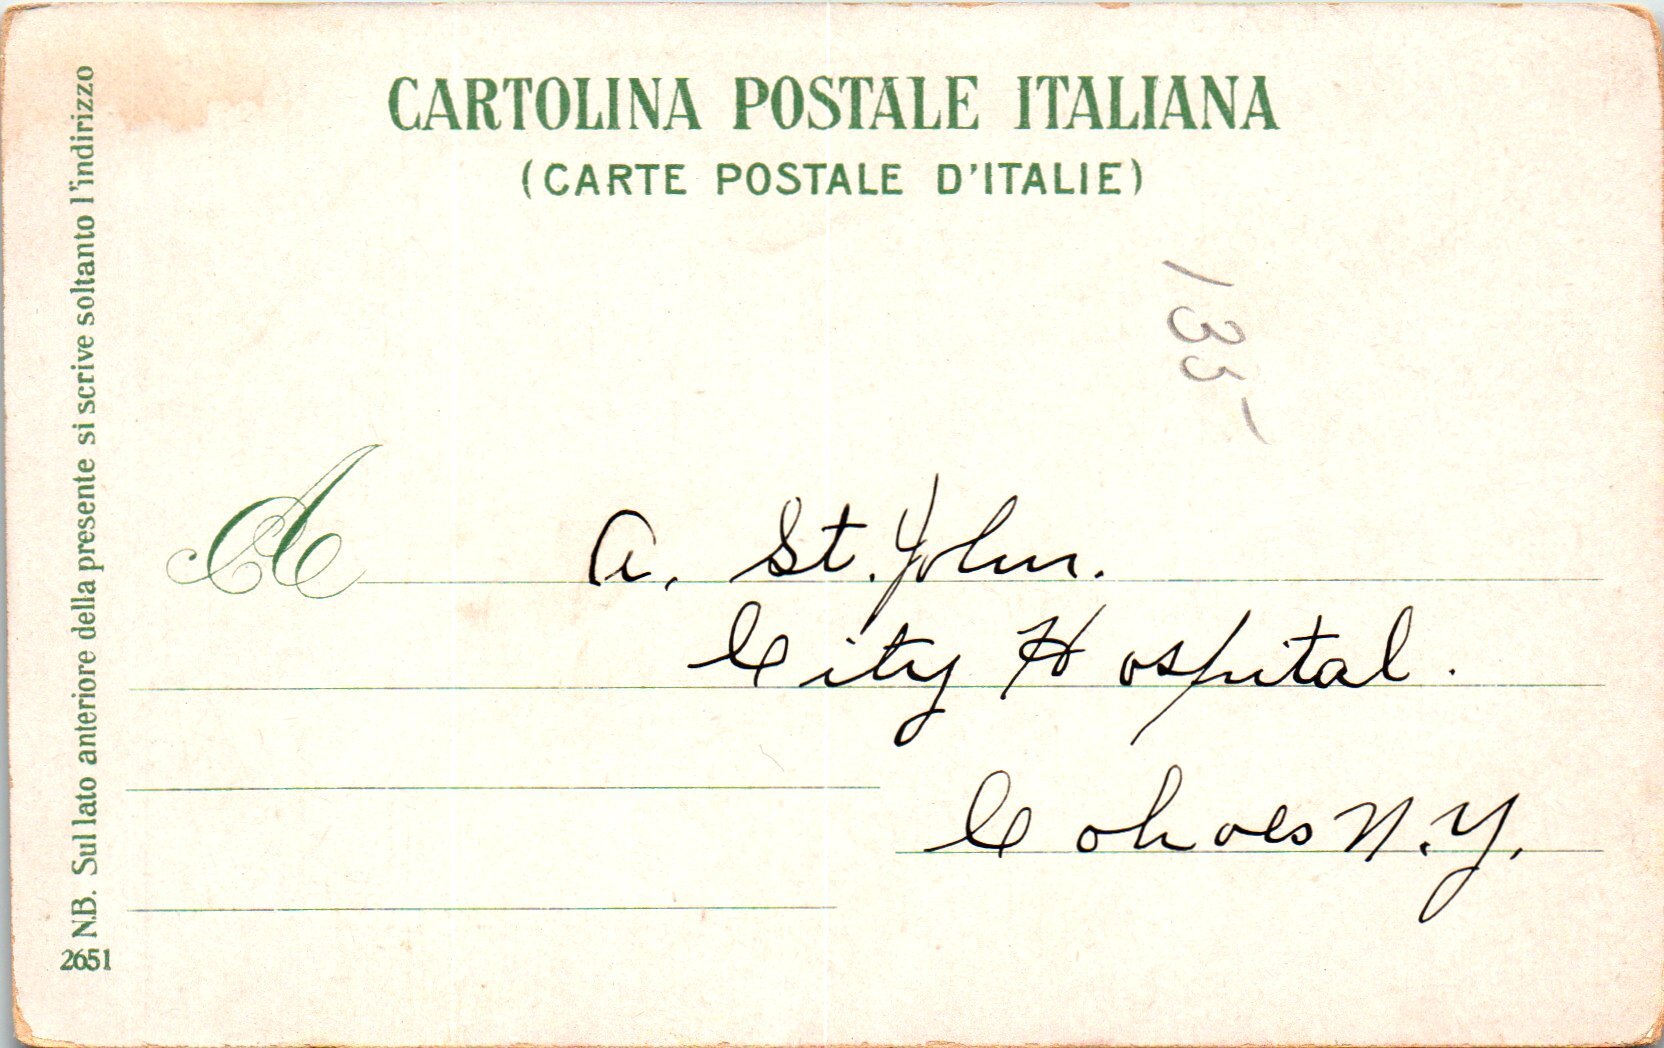 CARTOLINA POSTALE ITALIANA
(CARTE POSTALE D'ITALIE)
135-
A
A. St. John.
City Hospital.
Cohoes N.Y.
N.B. Sul lato anteriore della presente si scrive soltanto l'indirizzo
2651